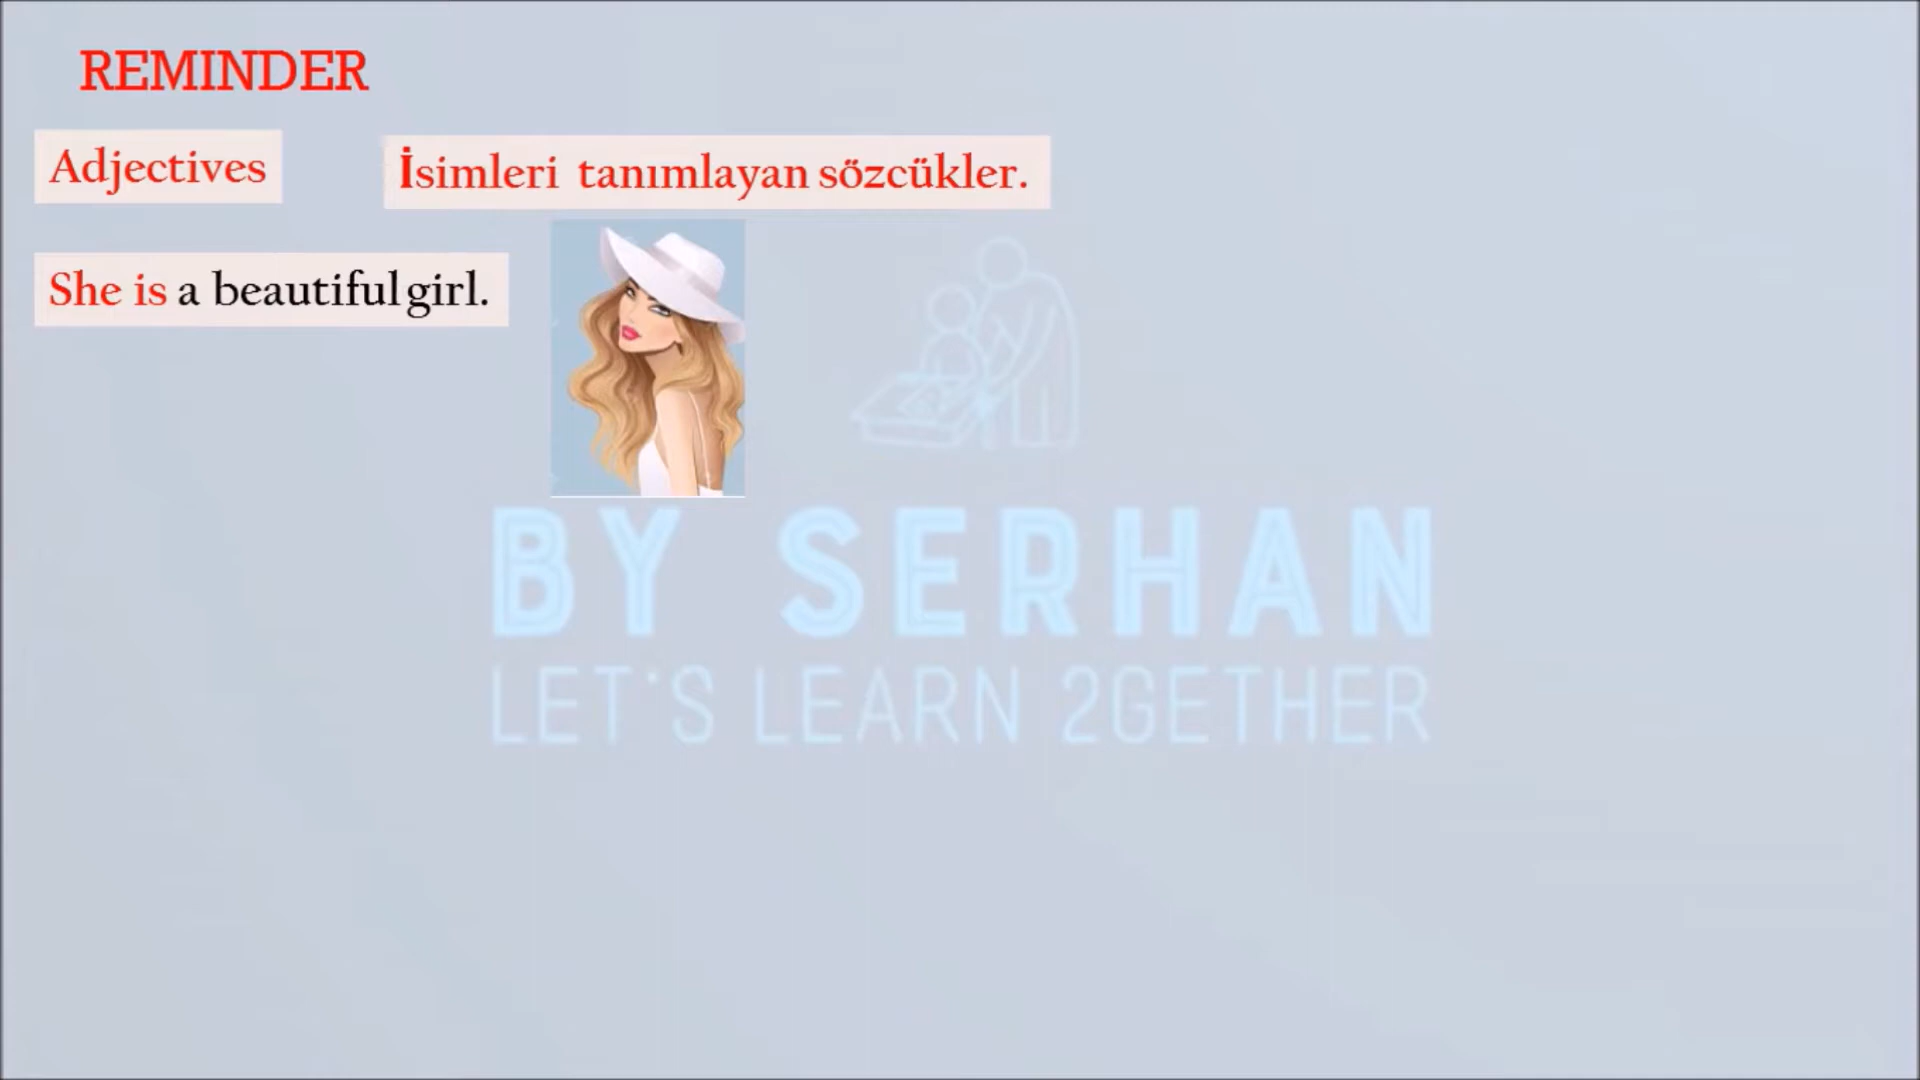 REMINDER
Adjectives
İsimleri tanımlayan sözcükler.
She is a beautiful girl.
BY SERHAN
LET'S LEARN 2GETHER